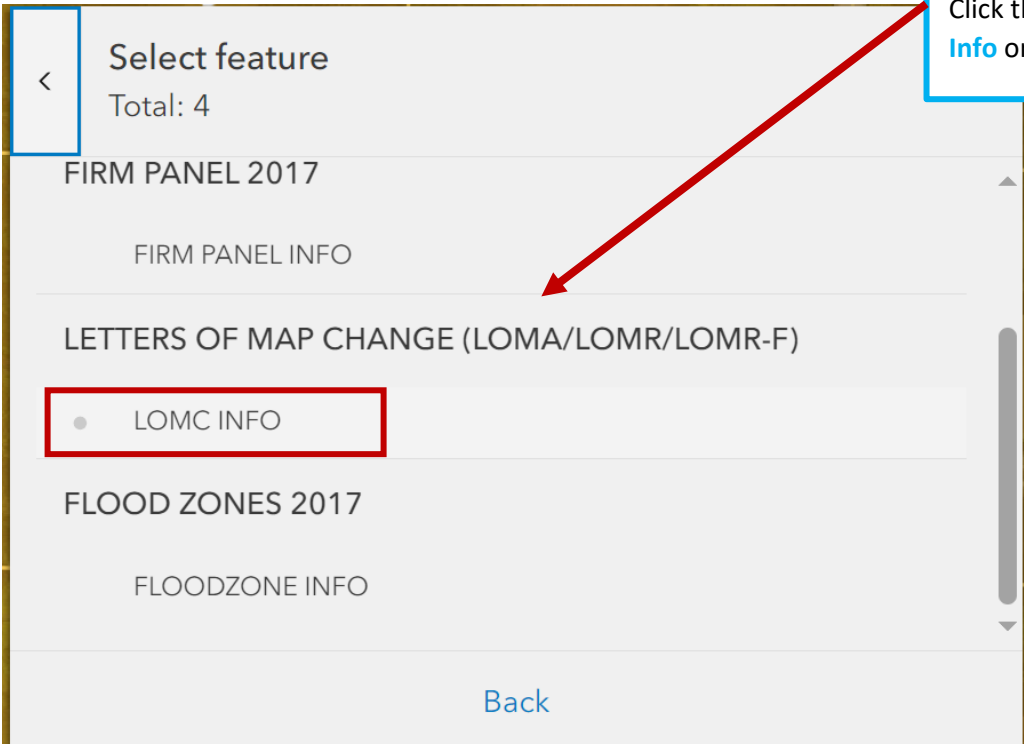 Click
Info
Select feature
Total: 4
FIRM PANEL 2017
FIRM PANEL INFO
LETTERS OF MAP CHANGE (LOMA/LOMR/LOMR-F)
LOMC INFO
FLOOD ZONES 2017
FLOODZONE INFO
Back